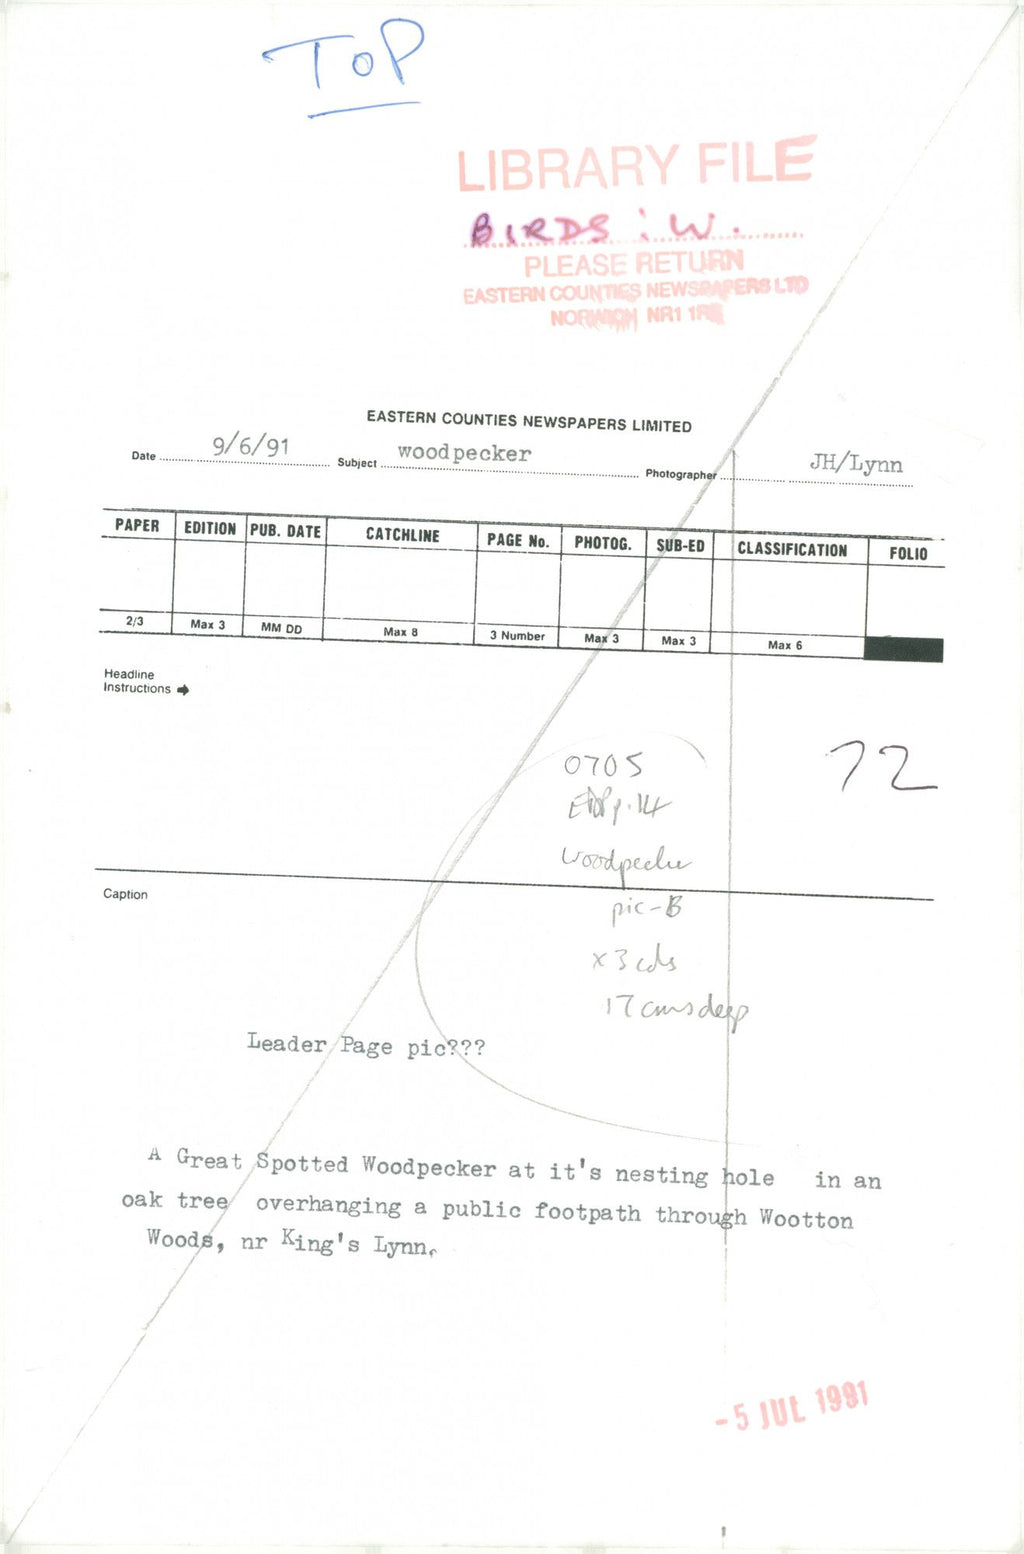 TOP
LIBRARY FILE
BIRDS : W.
PLEASE RETURN
EASTERN COUNTIES NEWSPAPERS LTD
NORWICH NR1 1RE
EASTERN COUNTIES NEWSPAPERS LIMITED
Date 9/6/91 Subject woodpecker Photographer JH/Lynn
PAPER EDITION PUB. DATE CATCHLINE PAGE No. PHOTOG. SUB-ED CLASSIFICATION FOLIO
2/3 Max 3 MM DD Max 8 3 Number Max 3 Max 3 Max 6
Headline
Instructions →
72
0705
EDP p.14
Woodpecker
Caption
pic-B
x 3 cols
17 cms deep
Leader Page pic???
A Great Spotted Woodpecker at it's nesting hole in an
oak tree overhanging a public footpath through Wootton
Woods, nr King's Lynn.
-5 JUL 1991